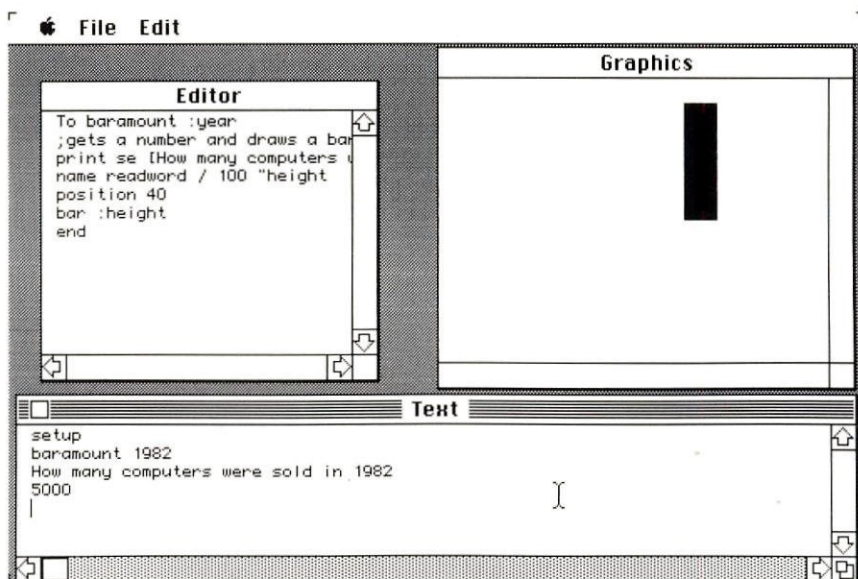 File Edit
Graphics
Editor
To baramount :year
;gets a number and draws a bar
print se [How many computers
name readword / 100 "height
position 40
bar :height
end
Text
setup
baramount 1982
How many computers were sold in 1982
5000